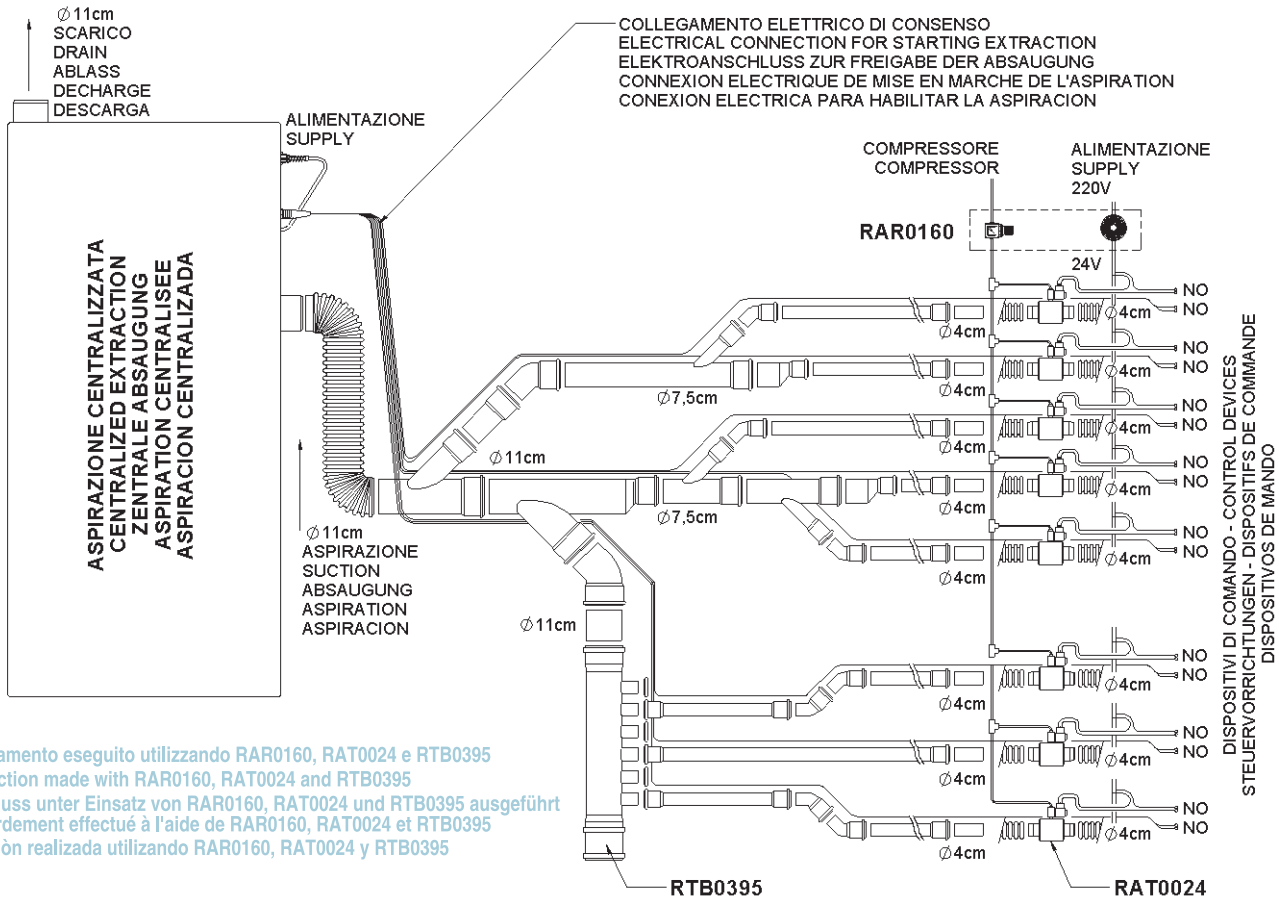 Ø11cm
SCARICO
DRAIN
ABLASS
DECHARGE
DESCARGA
ALIMENTAZIONE
SUPPLY
COLLEGAMENTO ELETTRICO DI CONSENSO
ELECTRICAL CONNECTION FOR STARTING EXTRACTION
ELEKTROANSCHLUSS ZUR FREIGABE DER ABSAUGUNG
CONNEXION ELECTRIQUE DE MISE EN MARCHE DE L'ASPIRATION
CONEXION ELECTRICA PARA HABILITAR LA ASPIRACION
COMPRESSORE
COMPRESSOR
ALIMENTAZIONE
SUPPLY
220V
RAR0160
24V
ASPIRAZIONE CENTRALIZZATA
CENTRALIZED EXTRACTION
ZENTRALE ABSAUGUNG
ASPIRATION CENTRALISEE
ASPIRACION CENTRALIZADA
NO
NO
Ø4cm
Ø4cm
NO
NO
Ø4cm
Ø4cm
Ø7,5cm
NO
NO
Ø4cm
Ø4cm
Ø11cm
NO
NO
Ø4cm
Ø4cm
Ø7,5cm
NO
NO
Ø4cm
Ø4cm
Ø11cm
ASPIRAZIONE
SUCTION
ABSAUGUNG
ASPIRATION
ASPIRACION
Ø11cm
NO
NO
Ø4cm
Ø4cm
NO
NO
Ø4cm
Ø4cm
NO
NO
Ø4cm
Ø4cm
DISPOSITIVI DI COMANDO - CONTROL DEVICES
STEUERVORRICHTUNGEN - DISPOSITIFS DE COMMANDE
DISPOSITIVOS DE MANDO
amento eseguito utilizzando RAR0160, RAT0024 e RTB0395
ction made with RAR0160, RAT0024 and RTB0395
uss unter Einsatz von RAR0160, RAT0024 und RTB0395 ausgeführt
rdement effectué à l'aide de RAR0160, RAT0024 et RTB0395
iòn realizada utilizando RAR0160, RAT0024 y RTB0395
RTB0395
RAT0024